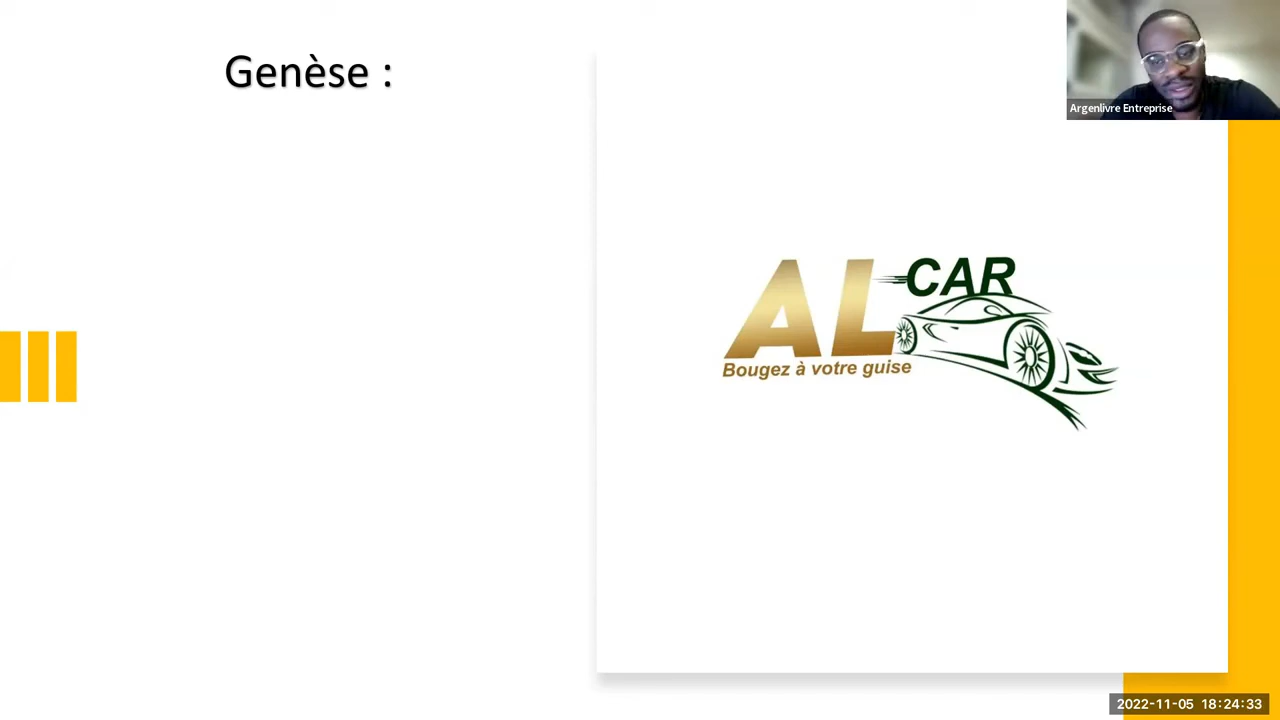 Genèse :
Argenlivre Entreprise
AL CAR
Bougez à votre guise
2022-11-05 18:24:33